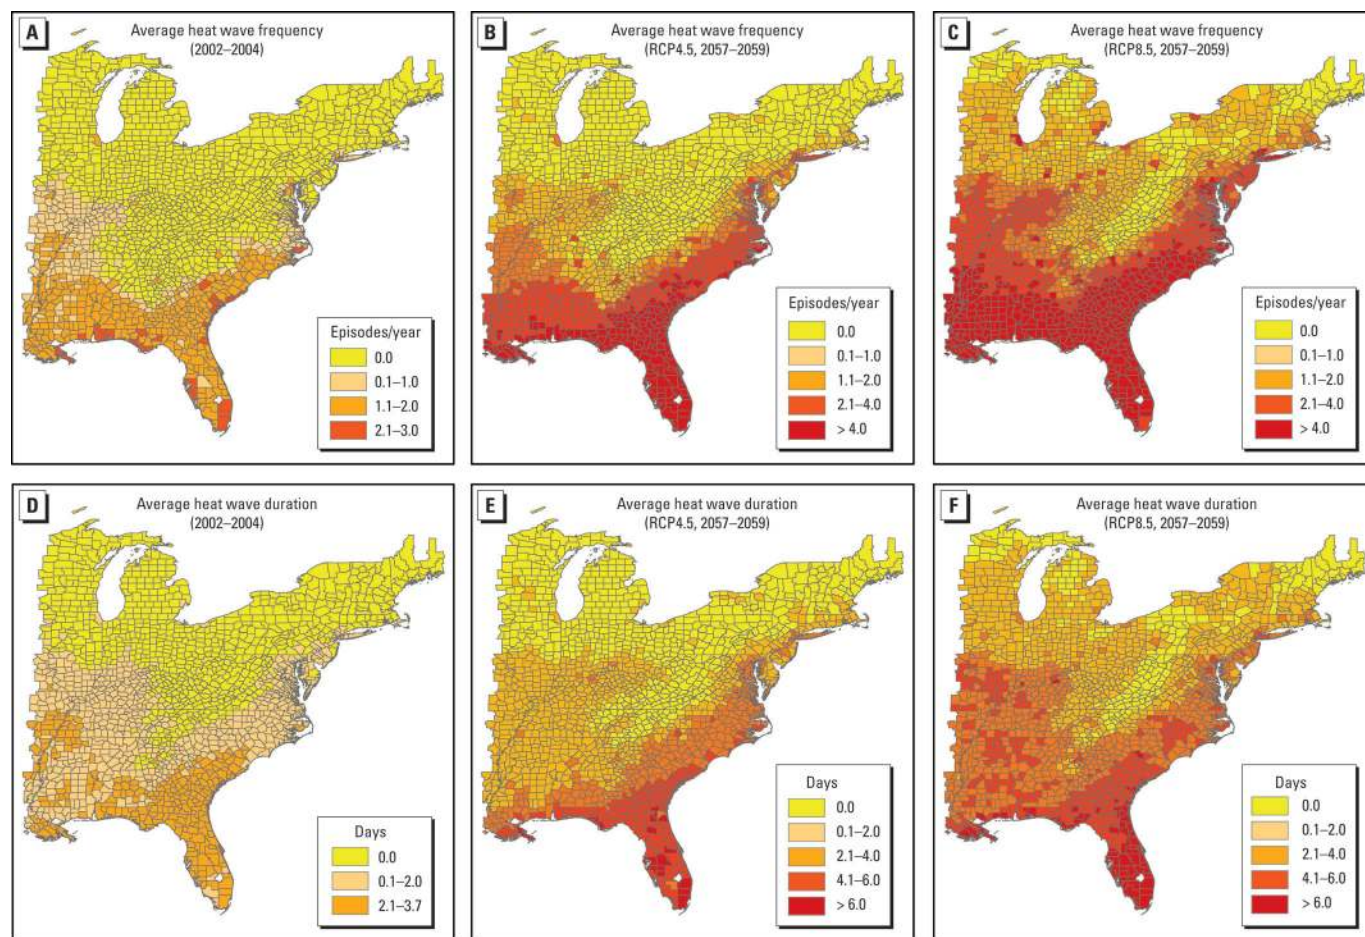 A
Average heat wave frequency
(2002–2004)
Episodes/year
0.0
0.1–1.0
1.1–2.0
2.1–3.0
B
Average heat wave frequency
(RCP4.5, 2057–2059)
Episodes/year
0.0
0.1–1.0
1.1–2.0
2.1–4.0
> 4.0
C
Average heat wave frequency
(RCP8.5, 2057–2059)
Episodes/year
0.0
0.1–1.0
1.1–2.0
2.1–4.0
> 4.0
D
Average heat wave duration
(2002–2004)
Days
0.0
0.1–2.0
2.1–3.7
E
Average heat wave duration
(RCP4.5, 2057–2059)
Days
0.0
0.1–2.0
2.1–4.0
4.1–6.0
> 6.0
F
Average heat wave duration
(RCP8.5, 2057–2059)
Days
0.0
0.1–2.0
2.1–4.0
4.1–6.0
> 6.0